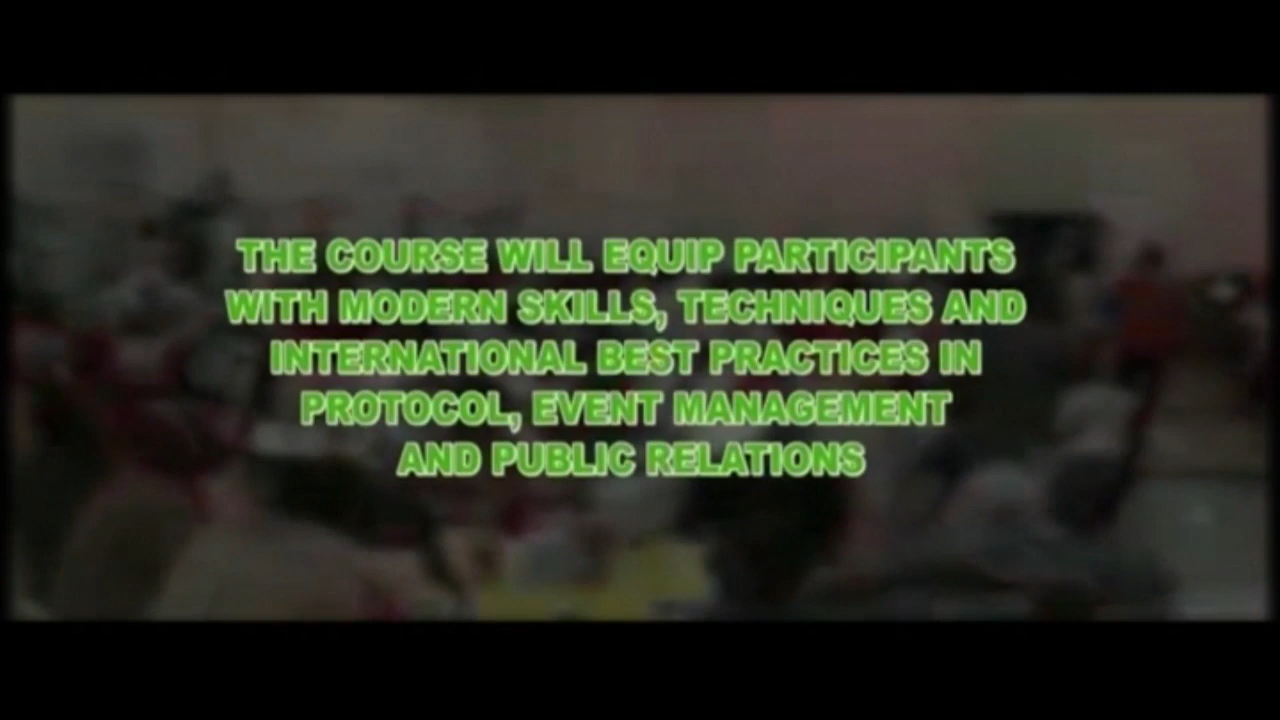 THE COURSE WILL EQUIP PARTICIPANTS
WITH MODERN SKILLS, TECHNIQUES AND
INTERNATIONAL BEST PRACTICES IN
PROTOCOL, EVENT MANAGEMENT
AND PUBLIC RELATIONS